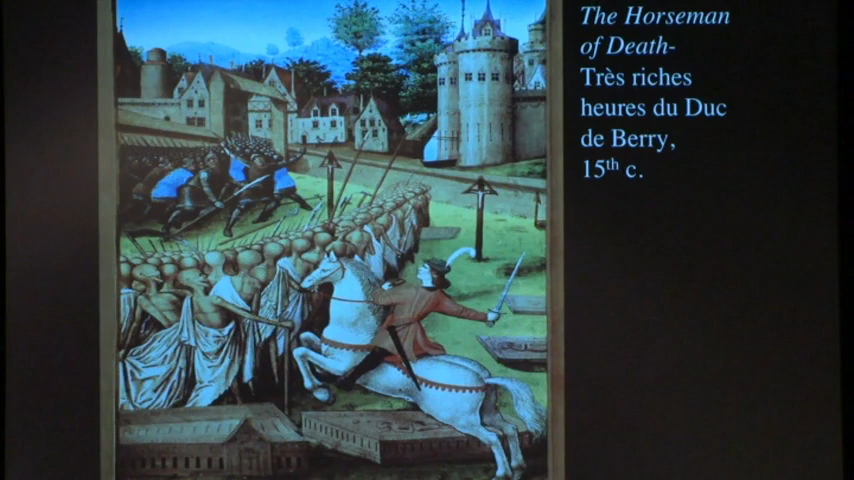 The Horseman
of Death-
Très riches
heures du Duc
de Berry,
15th c.